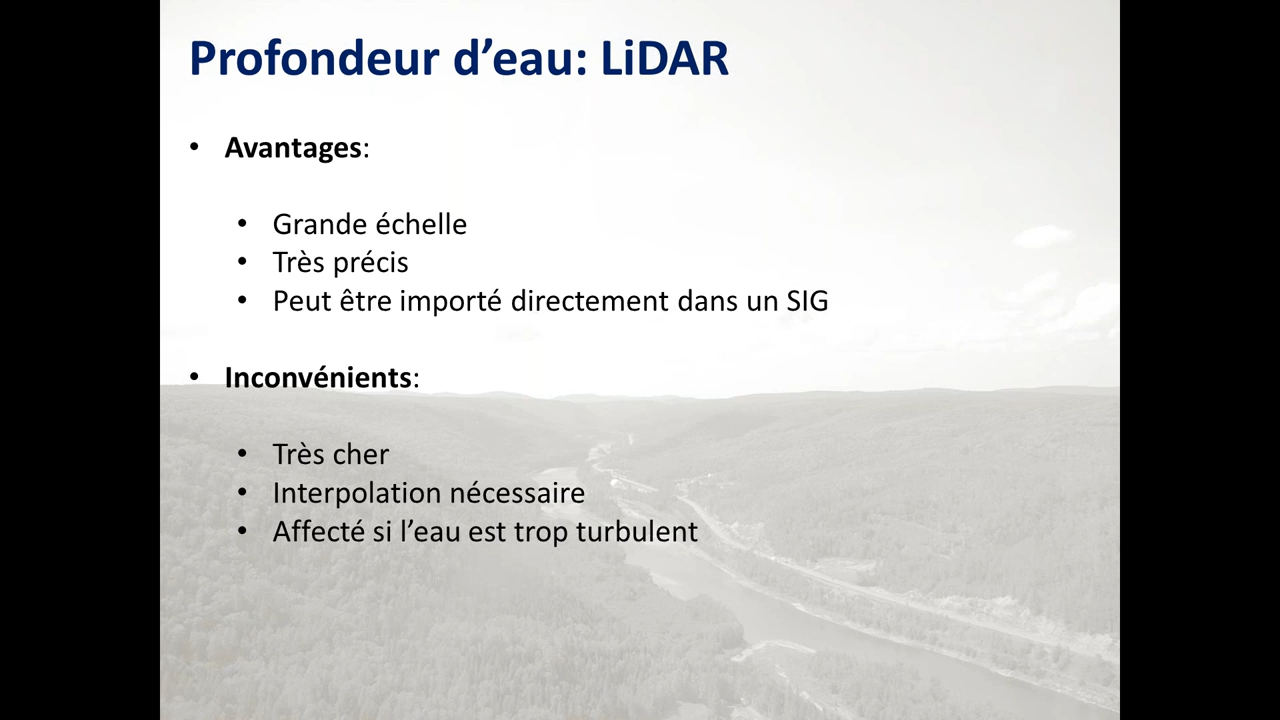 Profondeur d’eau: LiDAR
• Avantages:
• Grande échelle
• Très précis
• Peut être importé directement dans un SIG
• Inconvénients:
• Très cher
• Interpolation nécessaire
• Affecté si l’eau est trop turbulent